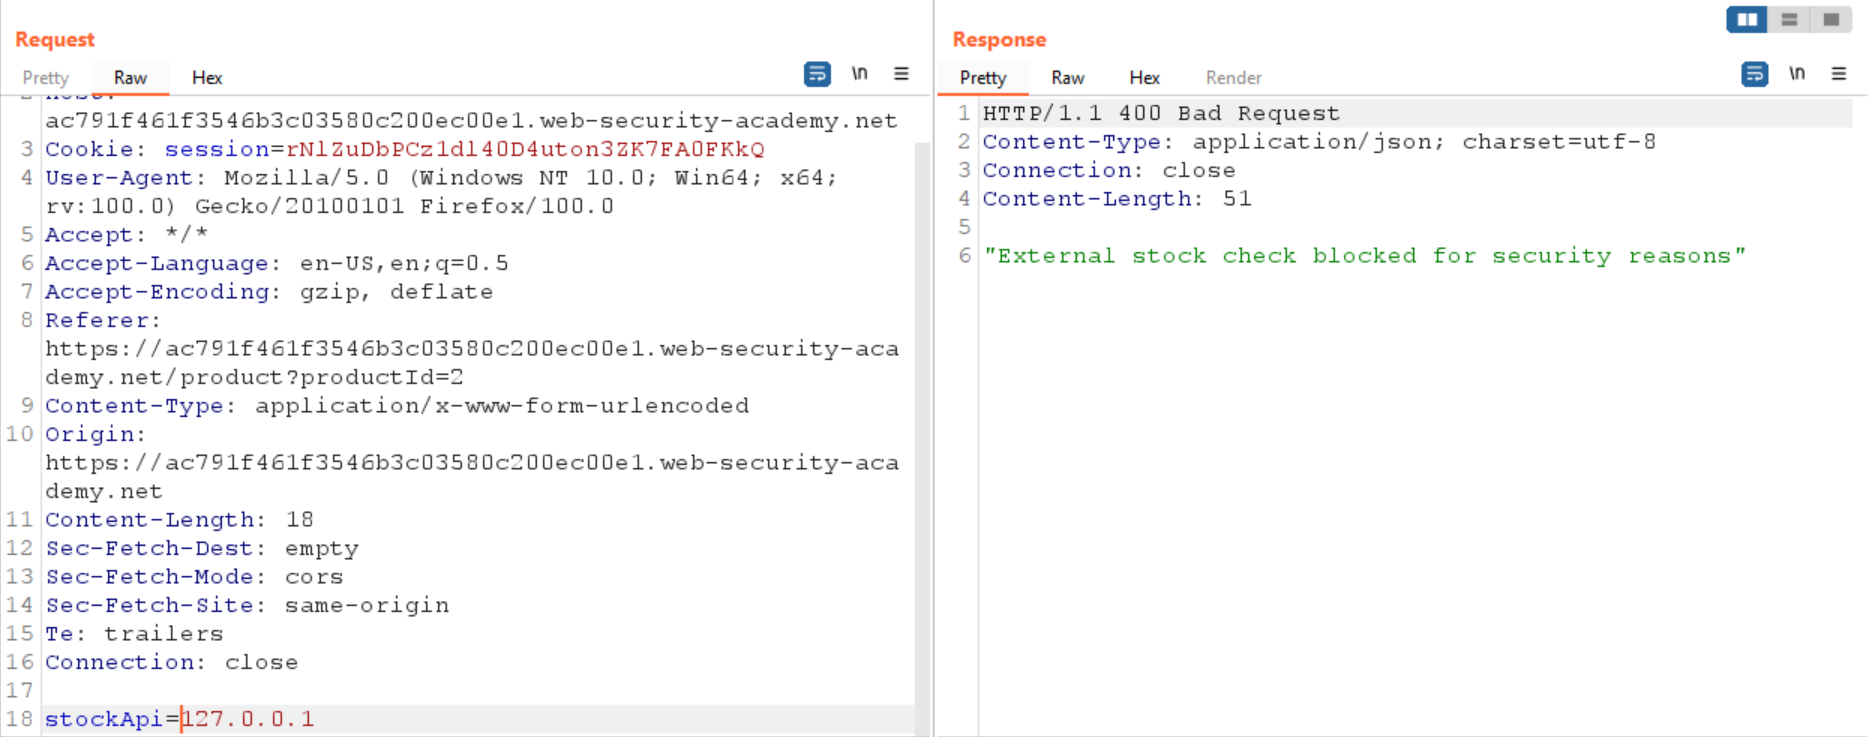 Request
Pretty Raw Hex
\n
ac791f461f3546b3c03580c200ec00e1.web-security-academy.net
3 Cookie: session=rNlZuDbPCz1dl40D4uton3ZK7FA0FKkQ
4 User-Agent: Mozilla/5.0 (Windows NT 10.0; Win64; x64;
rv:100.0) Gecko/20100101 Firefox/100.0
5 Accept: */*
6 Accept-Language: en-US,en;q=0.5
7 Accept-Encoding: gzip, deflate
8 Referer:
https://ac791f461f3546b3c03580c200ec00e1.web-security-aca
demy.net/product?productId=2
9 Content-Type: application/x-www-form-urlencoded
10 Origin:
https://ac791f461f3546b3c03580c200ec00e1.web-security-aca
demy.net
11 Content-Length: 18
12 Sec-Fetch-Dest: empty
13 Sec-Fetch-Mode: cors
14 Sec-Fetch-Site: same-origin
15 Te: trailers
16 Connection: close
17
18 stockApi=127.0.0.1
Response
Pretty Raw Hex Render
\n
1 HTTP/1.1 400 Bad Request
2 Content-Type: application/json; charset=utf-8
3 Connection: close
4 Content-Length: 51
5
6 "External stock check blocked for security reasons"